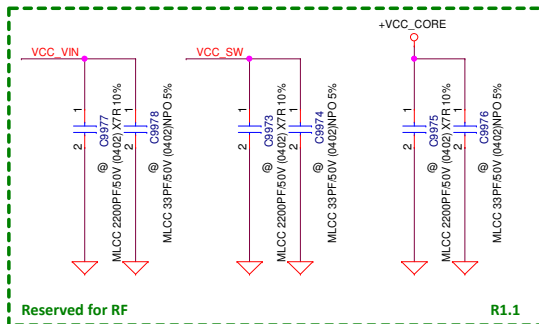 +VCC_CORE
VCC_VIN
VCC_SW
1
2
C9977
@
MLCC 2200PF/50V (0402) X7R 10%
1
2
C9978
@
MLCC 33PF/50V (0402)NPO 5%
1
2
C9973
@
MLCC 2200PF/50V (0402) X7R 10%
1
2
C9974
@
MLCC 33PF/50V (0402)NPO 5%
1
2
C9975
@
MLCC 2200PF/50V (0402) X7R 10%
1
2
C9976
@
MLCC 33PF/50V (0402)NPO 5%
Reserved for RF
R1.1